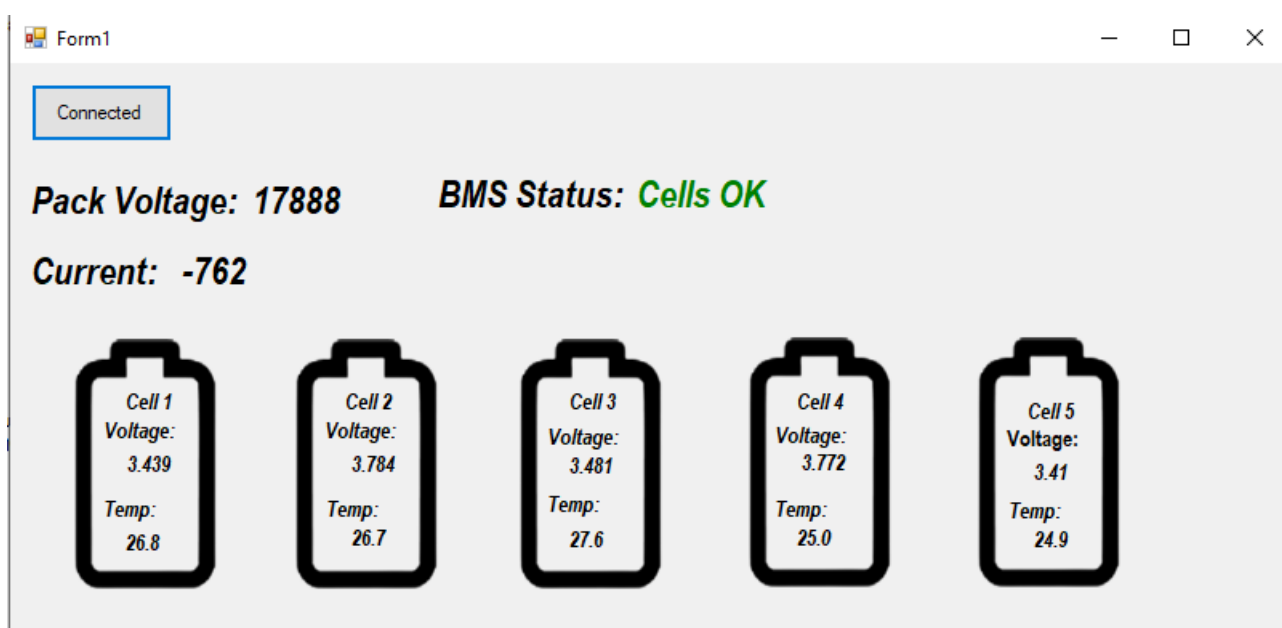 Form1
Connected
Pack Voltage: 17888
BMS Status: Cells OK
Current: -762
Cell 1
Voltage:
3.439
Temp:
26.8
Cell 2
Voltage:
3.784
Temp:
26.7
Cell 3
Voltage:
3.481
Temp:
27.6
Cell 4
Voltage:
3.772
Temp:
25.0
Cell 5
Voltage:
3.41
Temp:
24.9